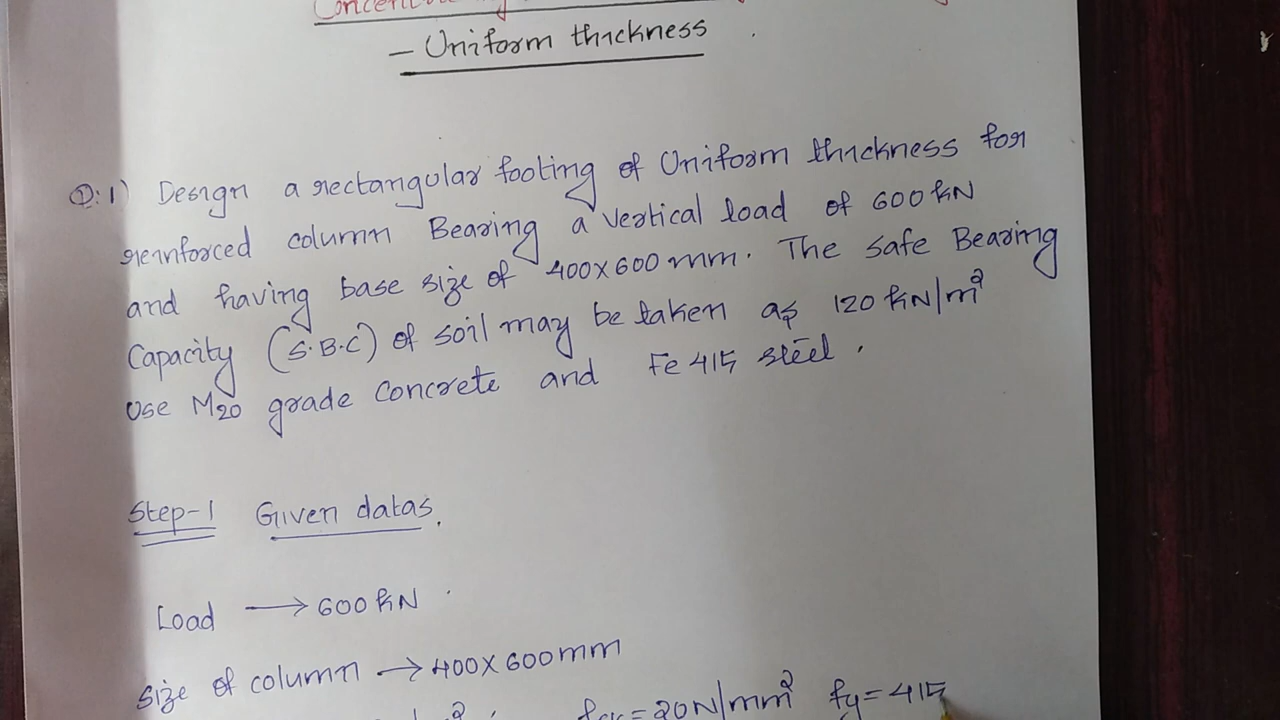 - Uniform thickness
Q:1) Design a rectangular footing of Uniform thickness for
reinforced column Bearing a vertical load of 600 kN
and having base size of 400x600 mm. The safe Bearing
Capacity (S.B.C) of soil may be taken as 120 kN/m²
Use M20 grade Concrete and Fe 415 steel.
Step-1 Given datas.
Load → 600 kN
size of column → 400x600mm
fck = 20N/mm² fy = 415